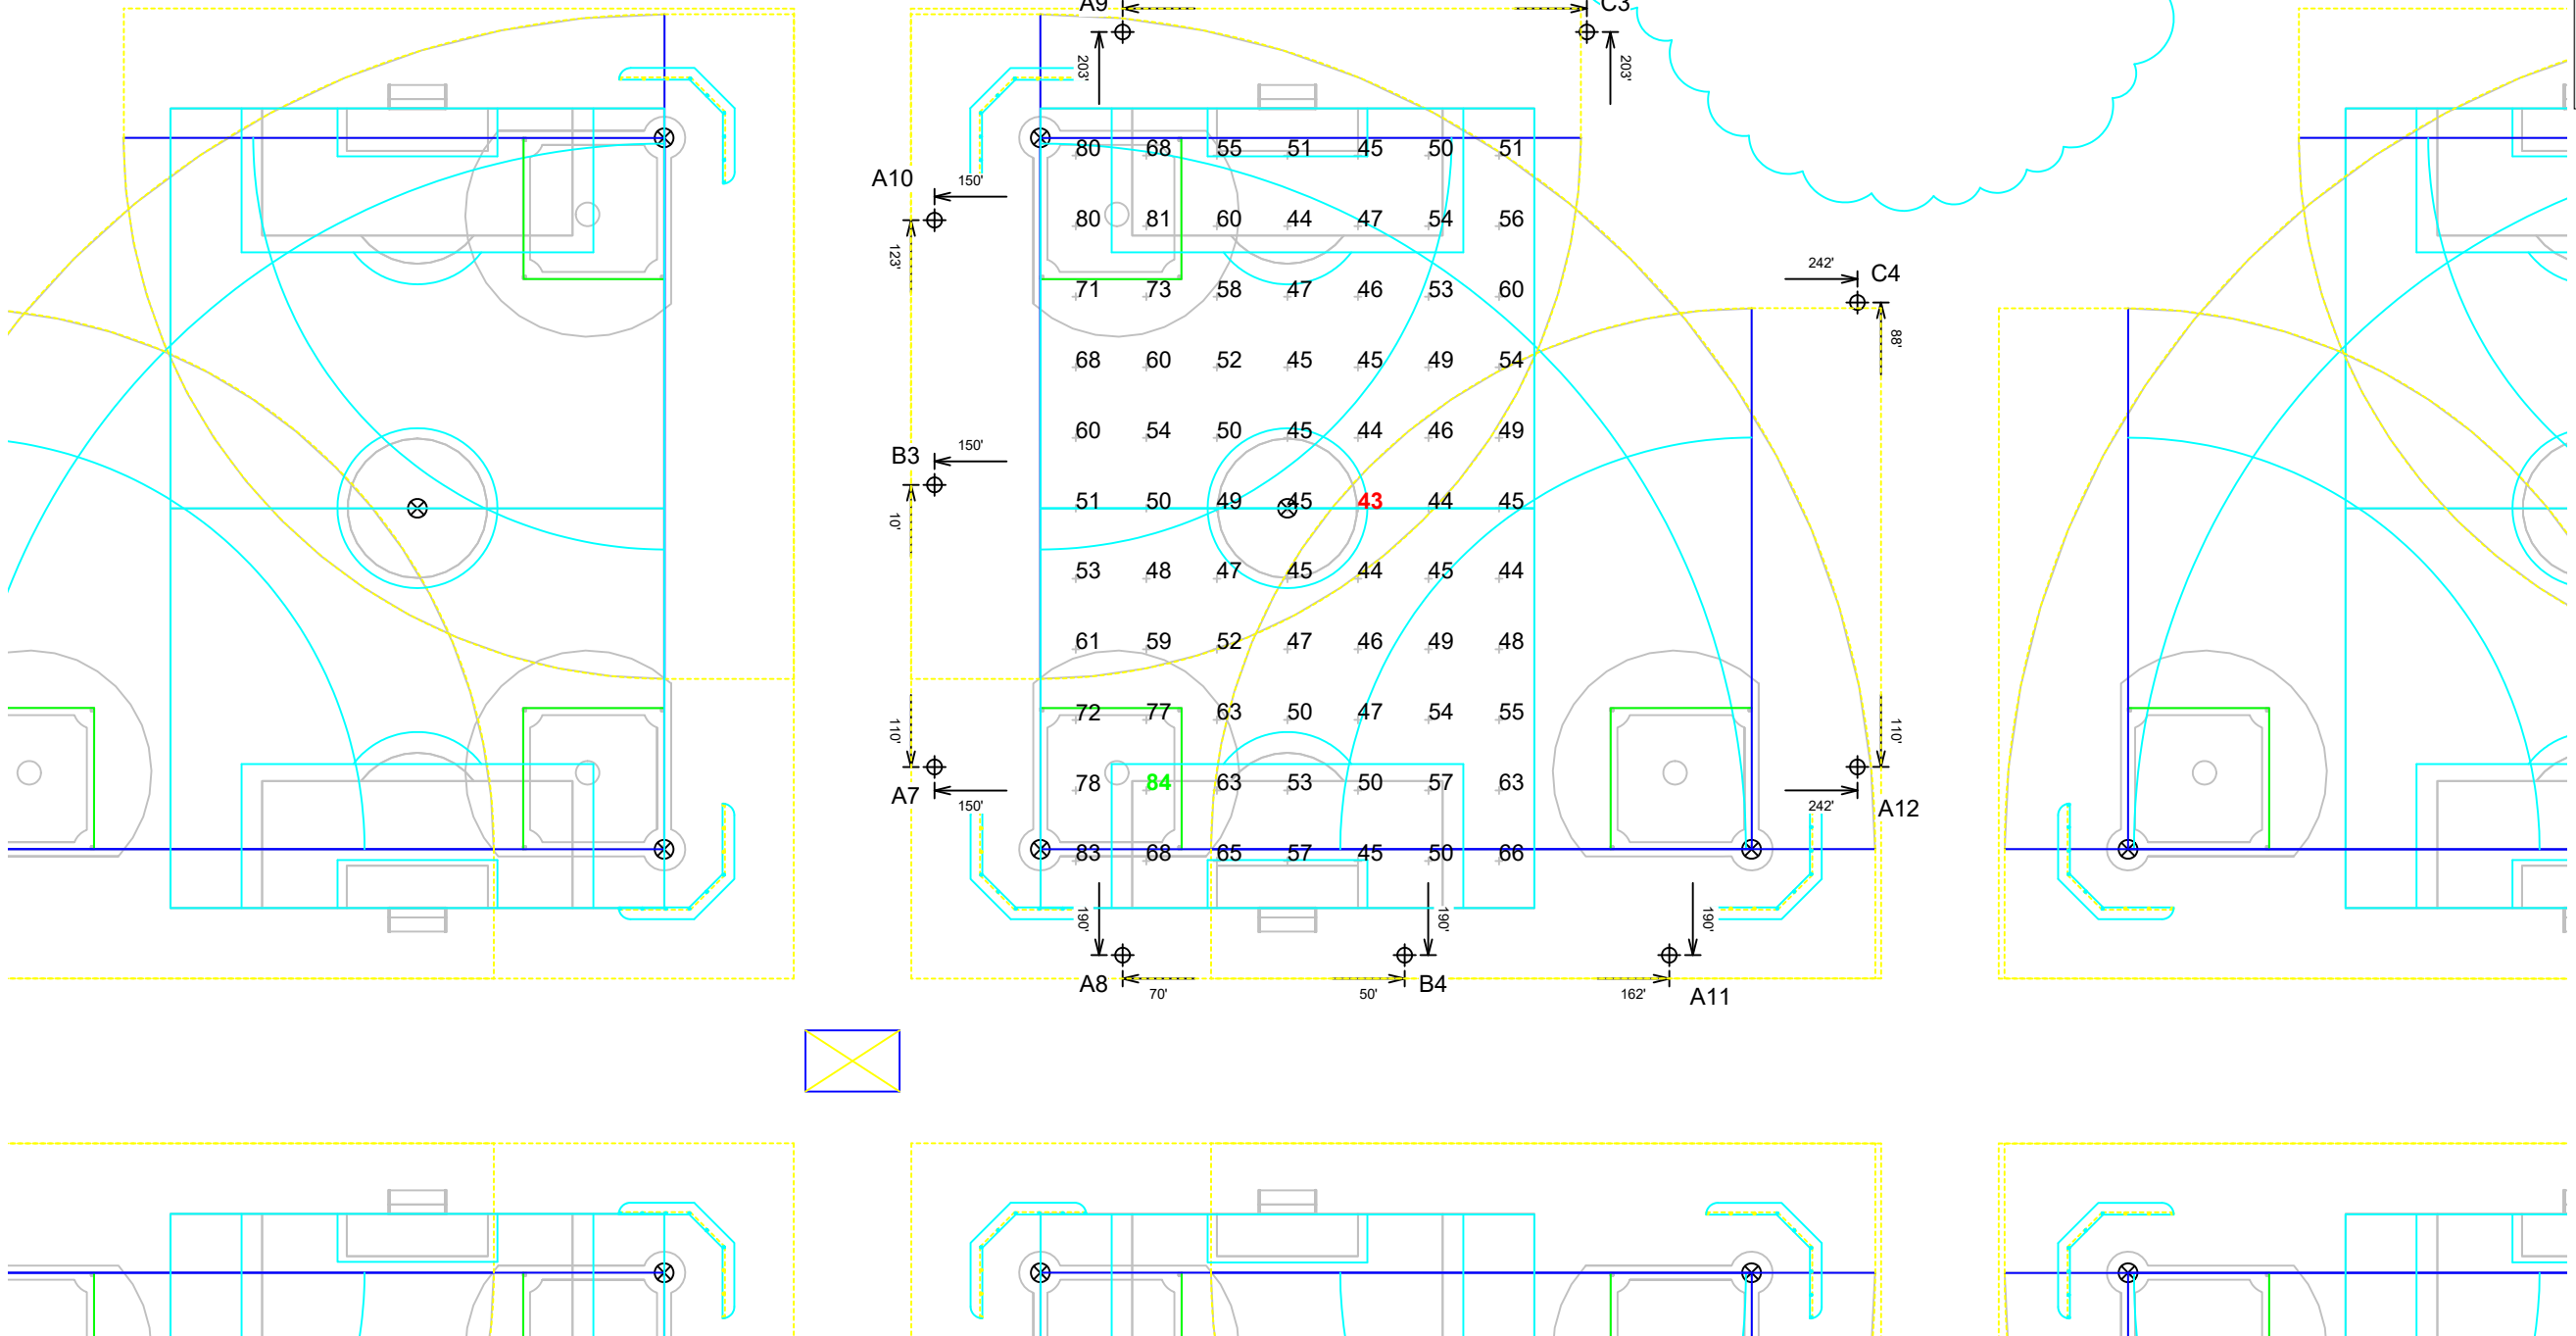 A9 C3
203' 203'
80 68 55 51 45 50 51
A10 150'
80 81 60 44 47 54 56
123'
242' C4
71 73 58 47 46 53 60
88'
68 60 52 45 45 49 54
60 54 50 45 44 46 49
B3 150'
51 50 49 45 43 44 45
10'
53 48 47 45 44 45 44
61 59 52 47 46 49 48
72 77 63 50 47 54 55
110' 110'
78 84 63 53 50 57 63
A7 150' 242' A12
83 68 65 57 45 50 66
190' 190' 190'
A8 70' 50' B4 162' A11